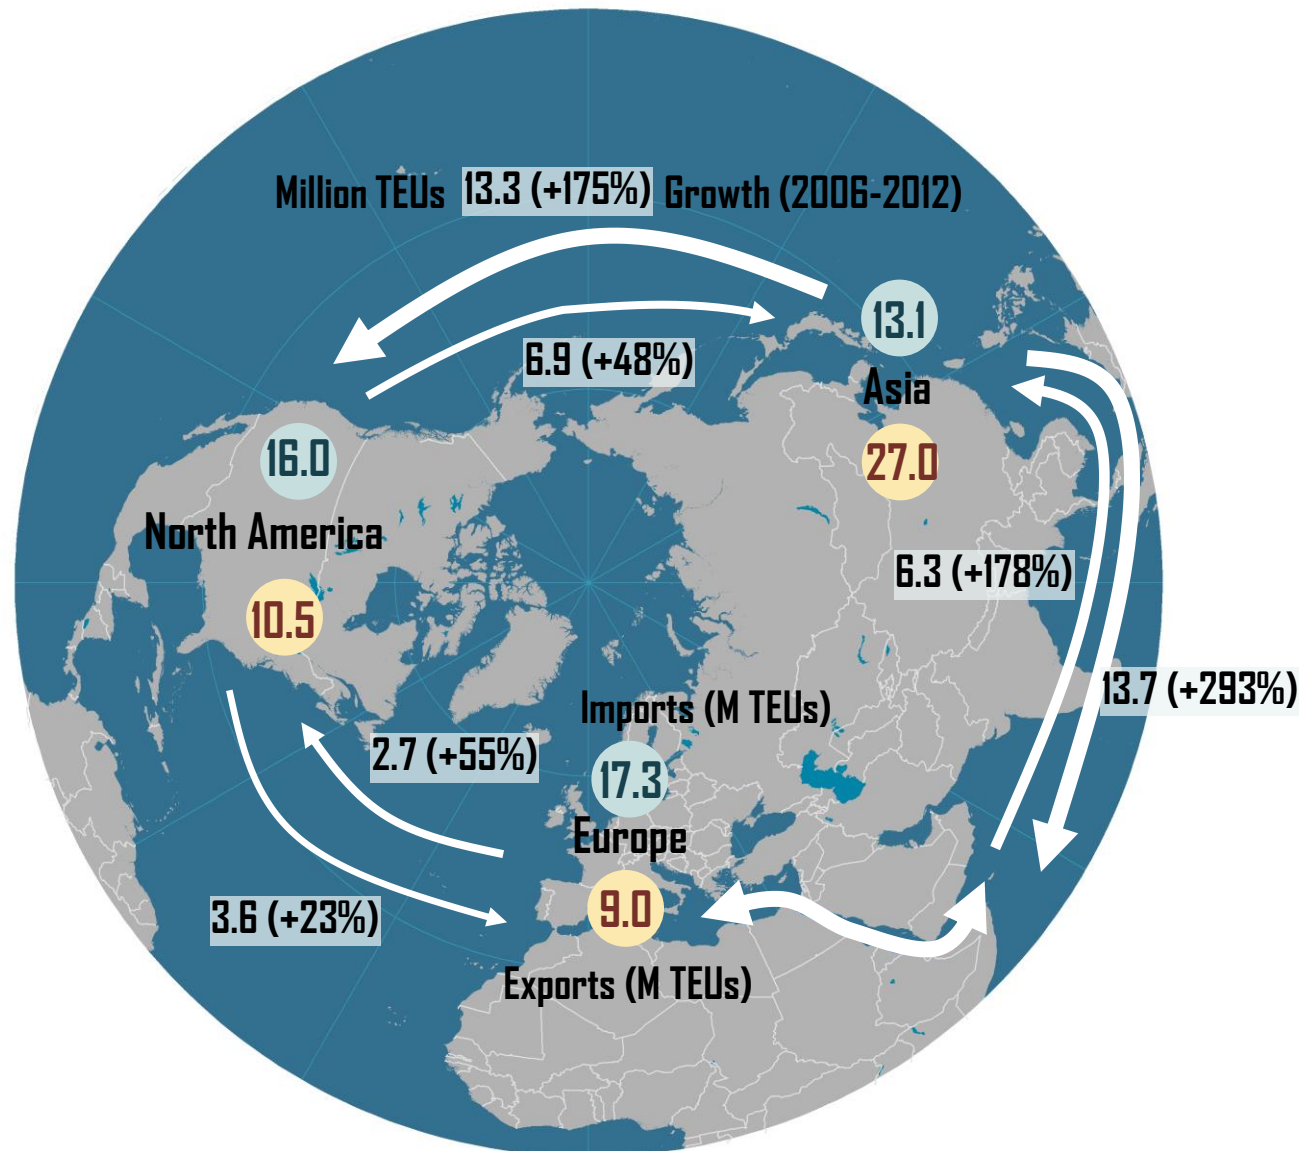 Million TEUs 13.3 (+175%) Growth (2006-2012)
13.1
6.9 (+48%)
Asia
16.0
27.0
North America
6.3 (+178%)
10.5
13.7 (+293%)
Imports (M TEUs)
2.7 (+55%)
17.3
Europe
9.0
3.6 (+23%)
Exports (M TEUs)